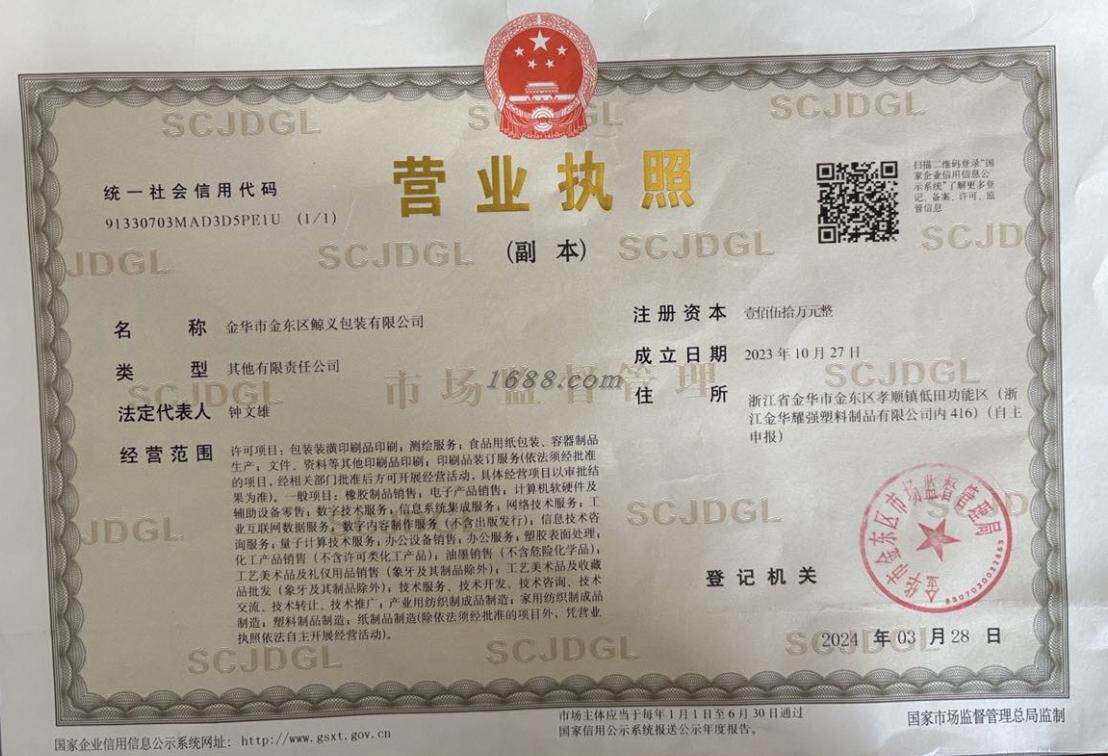 SCJDGL
SCJDGL
SCJDGL
营业执照
(副 本)
统一社会信用代码
91330703MAD3D5PE1U (1/1)
扫描二维码登录"国
家企业信用信息公
示系统"了解更多登
记、备案、许可、监
管信息
JDGL
SCJDGL
SCJDGL
SCJD
名 称 金华市金东区鲸义包装有限公司
类 型 其他有限责任公司
法定代表人 钟文雄
经营范围 许可项目：包装装潢印刷品印刷；测绘服务；食品用纸包装、容器制品
生产；文件、资料等其他印刷品印刷；印刷品装订服务(依法须经批准
的项目，经相关部门批准后方可开展经营活动，具体经营项目以审批结
果为准)。一般项目：橡胶制品销售；电子产品销售；计算机软硬件及
辅助设备零售；数字技术服务；信息系统集成服务；网络技术服务；工
业互联网数据服务；数字内容制作服务（不含出版发行）；信息技术咨
询服务；量子计算技术服务；办公设备销售；办公服务；塑胶表面处理；
化工产品销售（不含许可类化工产品）；油墨销售（不含危险化学品）；
工艺美术品及礼仪用品销售（象牙及其制品除外）；工艺美术品及收藏
品批发（象牙及其制品除外）；技术服务、技术开发、技术咨询、技术
交流、技术转让、技术推广；产业用纺织制成品制造；家用纺织制成品
制造；塑料制品制造；纸制品制造(除依法须经批准的项目外，凭营业
执照依法自主开展经营活动)。
注册资本 壹佰伍拾万元整
成立日期 2023年10月27日
住 所 浙江省金华市金东区孝顺镇低田功能区（浙
江金华耀强塑料制品有限公司内416）（自主
申报）
SCJDGL
SCJDGL
市场监督管理
1688.com
JDGL
SCJDGL
登记机关
金华市金东区市场监督管理局
2024 年 03 月 28 日
SCJDGL
SCJDGL
SCJDGL
国家企业信用信息公示系统网址：http://www.gsxt.gov.cn
市场主体应当于每年1月1日至6月30日通过
国家信用公示系统报送公示年度报告。
国家市场监督管理总局监制